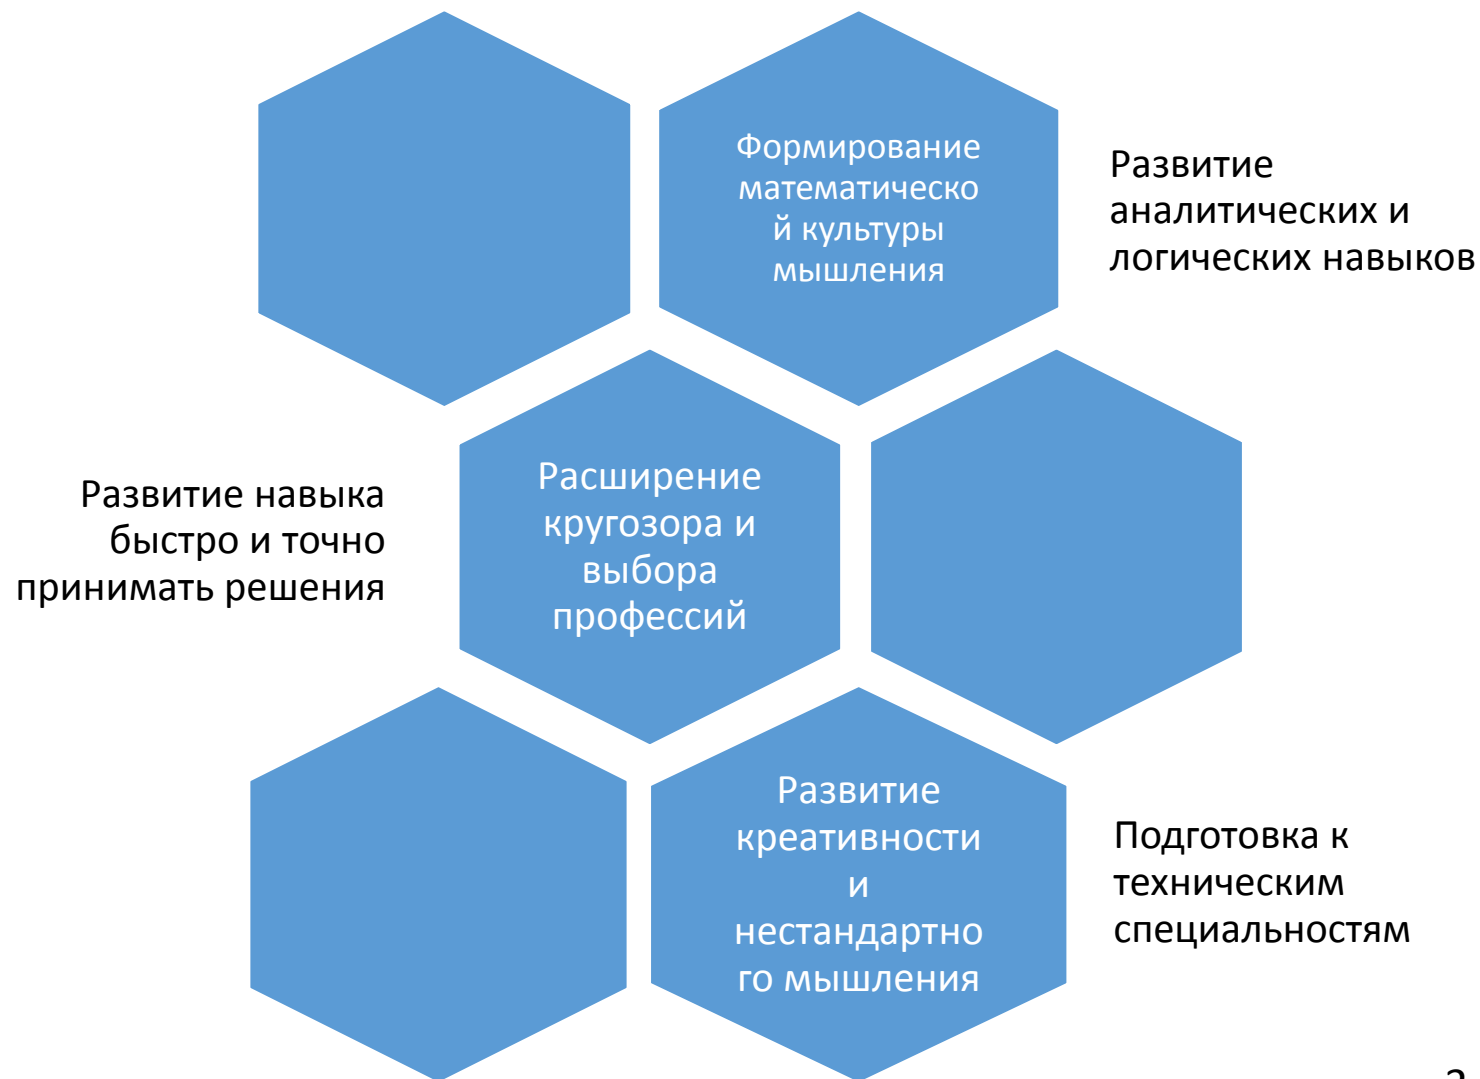 Формирование
математическо
й культуры
мышления
Развитие
аналитических и
логических навыков
Развитие навыка
быстро и точно
принимать решения
Расширение
кругозора и
выбора
профессий
Развитие
креативности
и
нестандартно
го мышления
Подготовка к
техническим
специальностям